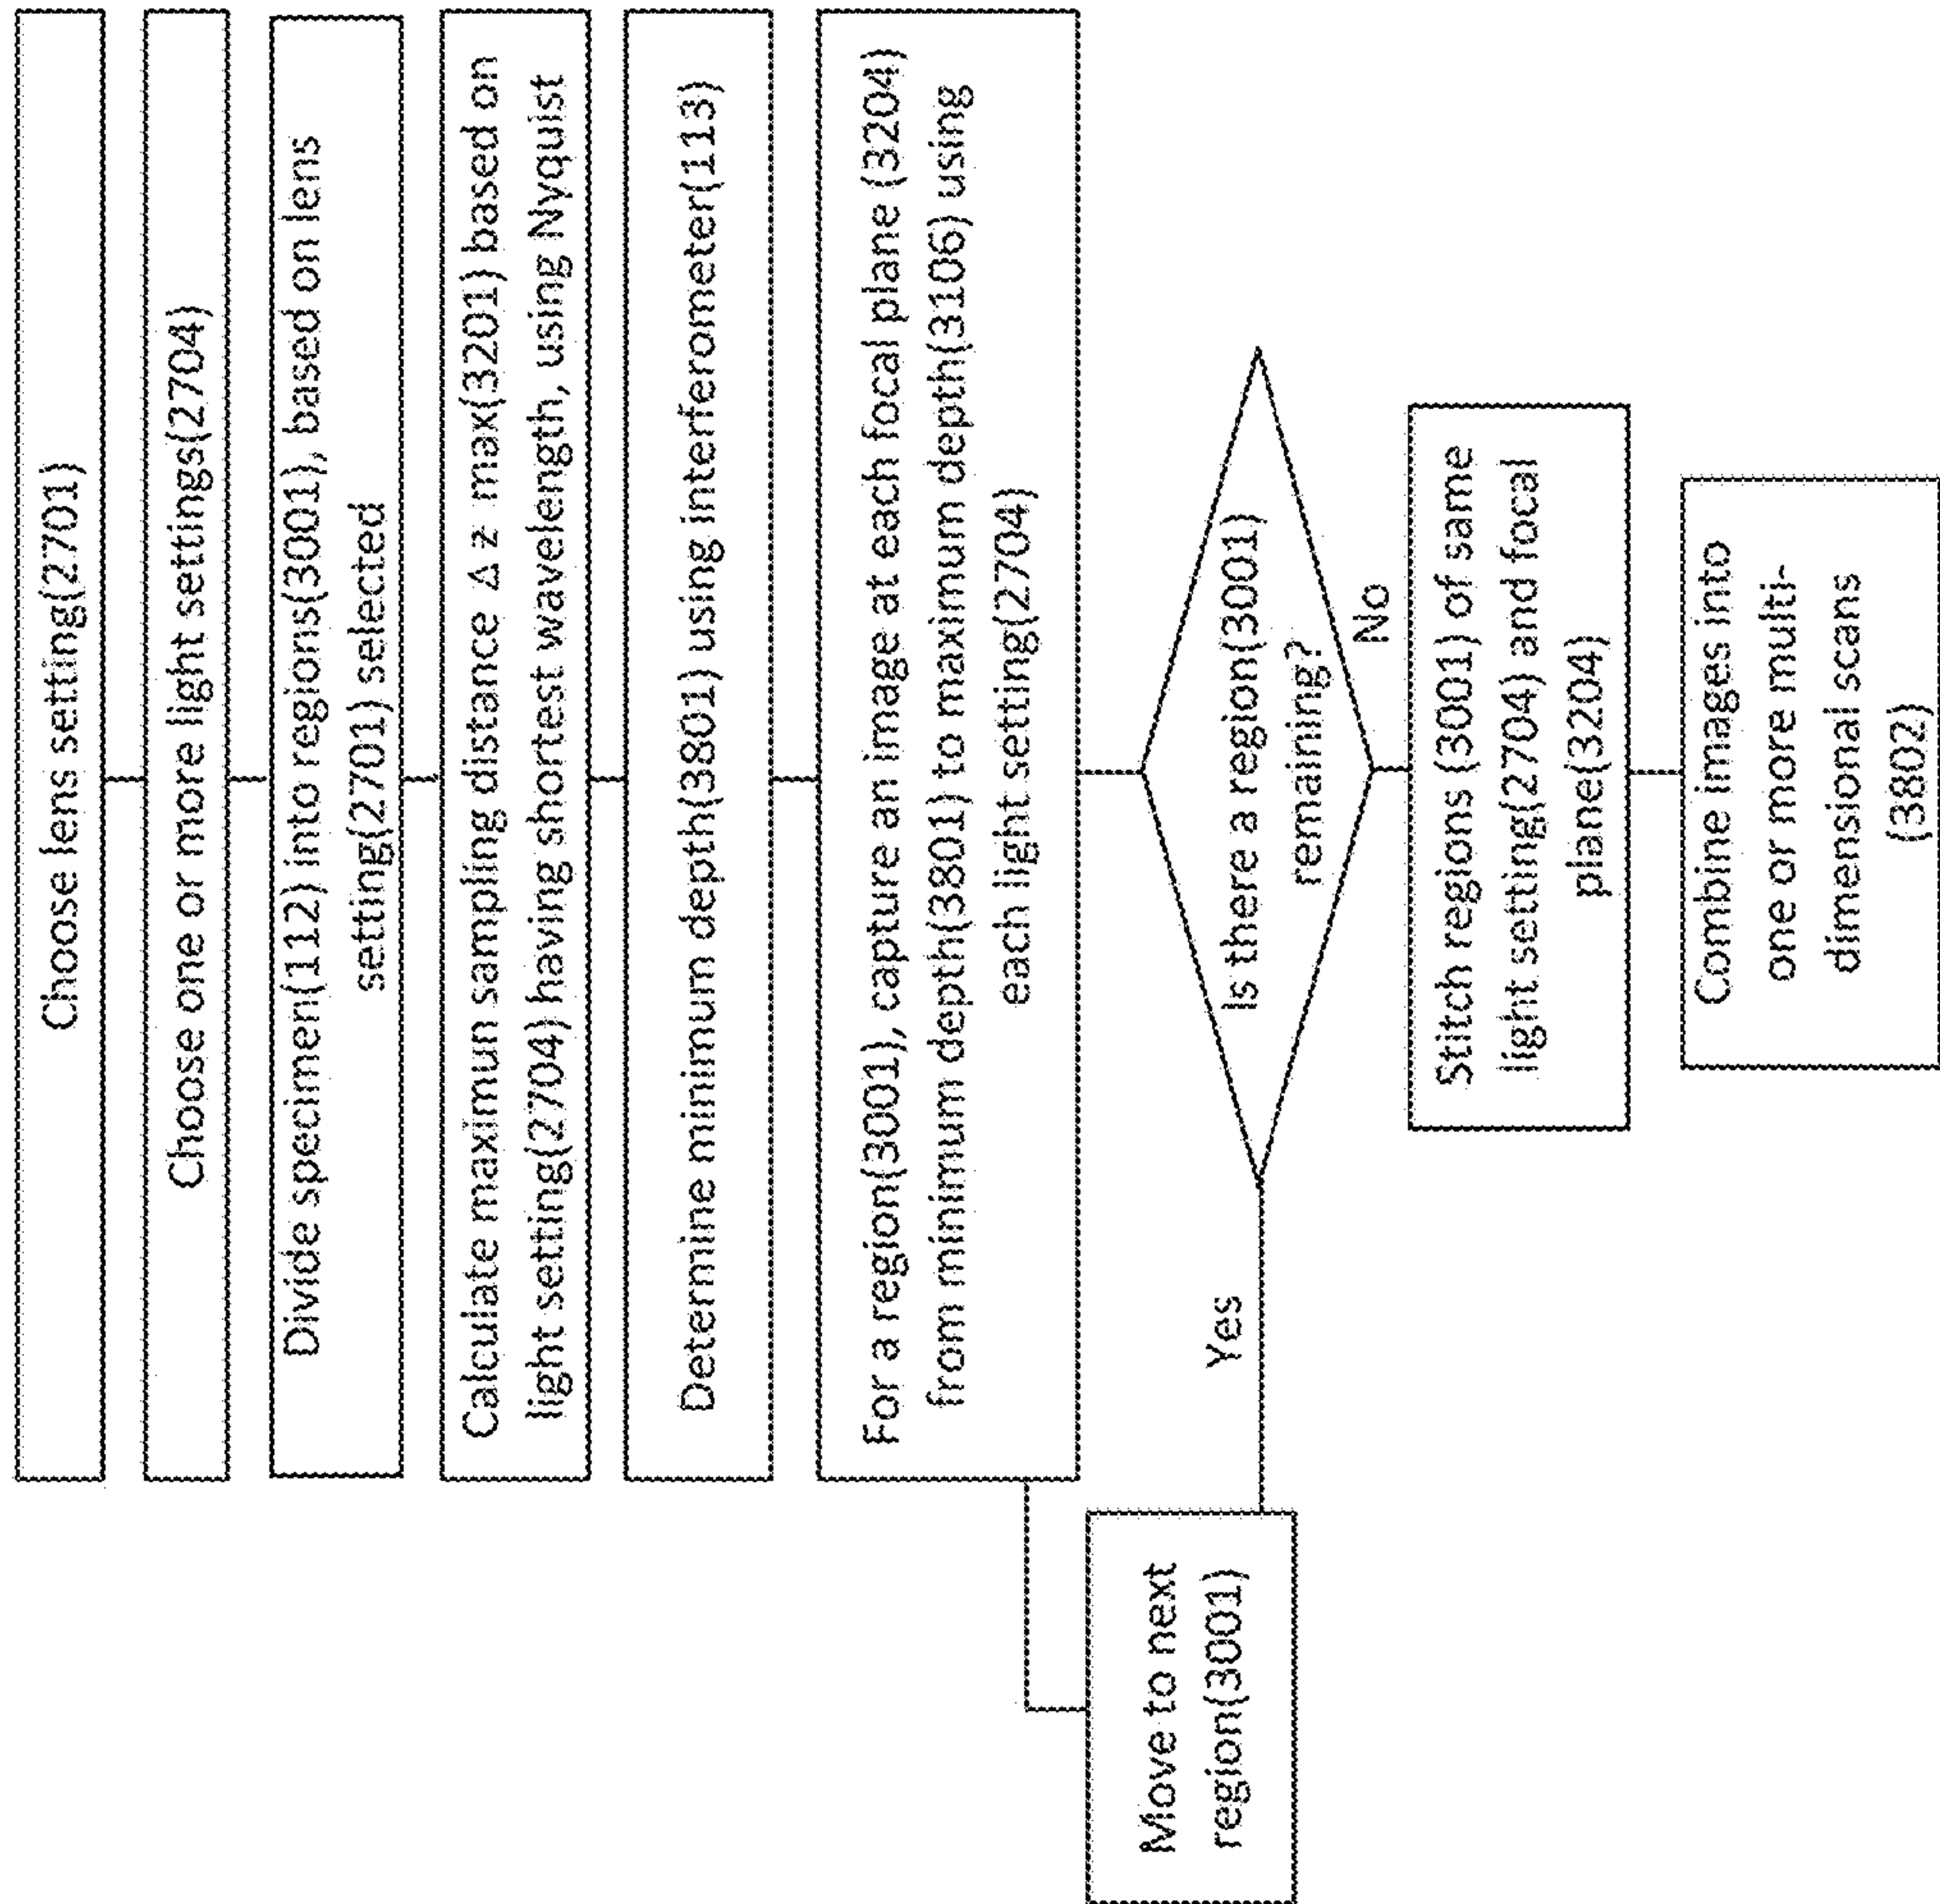 Choose lens setting(2701)
Choose one or more light settings(2704)
Divide specimen(112) into regions(3001), based on lens
setting(2701) selected
Calculate maximun sampling distance Δ z max(3201) based on
light setting(2704) having shortest wavelength, using Nyquist
Determine minimum depth(3801) using interferometer(113)
For a region(3001), capture an image at each focal plane (3204)
from minimum depth(3801) to maximum depth(3106) using
each light setting(2704)
Is there a region(3001)
remaining?
Yes
Move to next
region(3001)
No
Stitch regions (3001) of same
light setting(2704) and focal
plane(3204)
Combine images into
one or more multi-
dimensional scans
(3802)